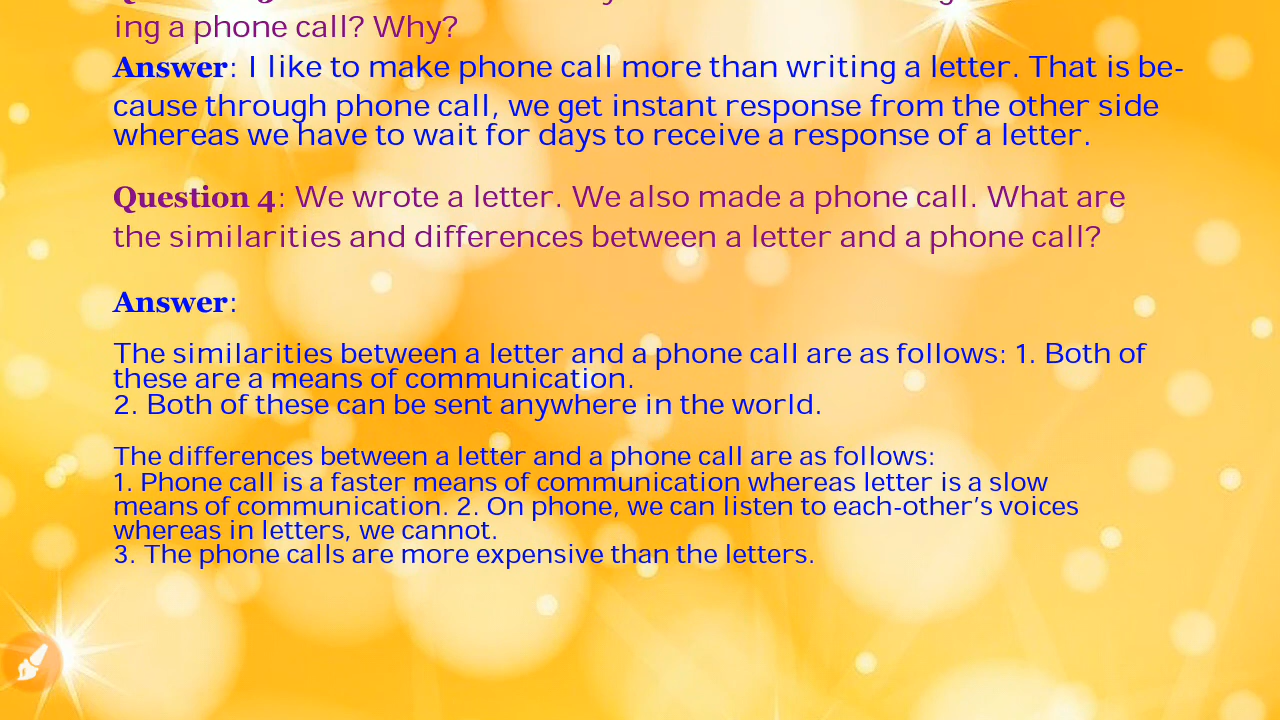 ing a phone call? Why?
Answer: I like to make phone call more than writing a letter. That is be-
cause through phone call, we get instant response from the other side
whereas we have to wait for days to receive a response of a letter.
Question 4: We wrote a letter. We also made a phone call. What are
the similarities and differences between a letter and a phone call?
Answer:
The similarities between a letter and a phone call are as follows: 1. Both of
these are a means of communication.
2. Both of these can be sent anywhere in the world.
The differences between a letter and a phone call are as follows:
1. Phone call is a faster means of communication whereas letter is a slow
means of communication. 2. On phone, we can listen to each-other’s voices
whereas in letters, we cannot.
3. The phone calls are more expensive than the letters.